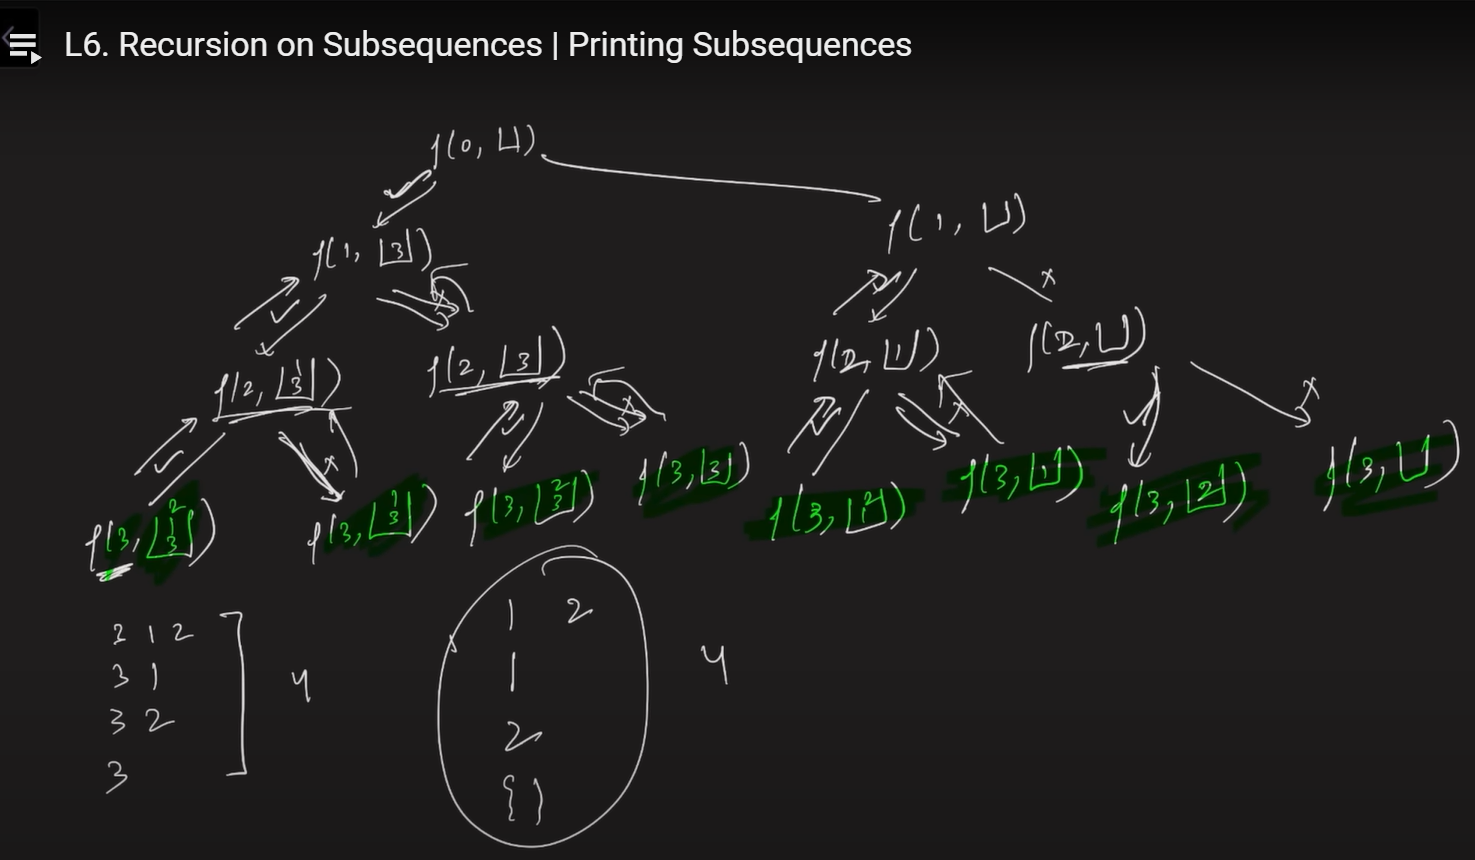 L6. Recursion on Subsequences | Printing Subsequences
f(0, ⊔)
f(1, ⊔)
f(1, |3|)
f(2, |1 3|) f(2, |3|) f(2, |1|) f(2, ⊔)
f(3, |2 1 3|) f(3, |1 3|) f(3, |2 3|) f(3, |3|) f(3, |2 1|) f(3, |1|) f(3, |2|) f(3, ⊔)
3 1 2
3 1
3 2
3
4
1 2
1
2
{ }
4